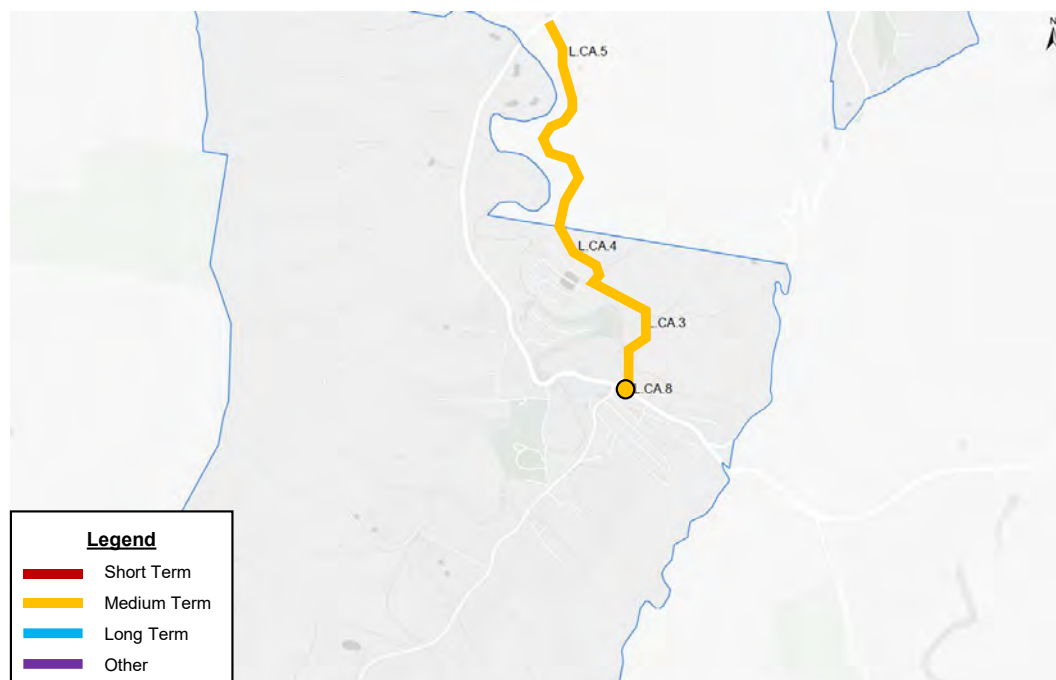 N
L.CA.5
L.CA.4
L.CA.3
L.CA.8
Legend
Short Term
Medium Term
Long Term
Other